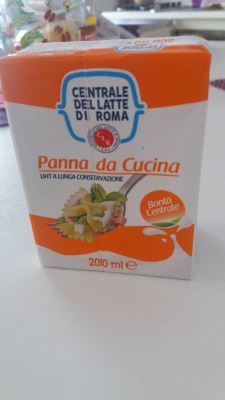 CENTRALE
DEL LATTE
DI ROMA
Panna da Cucina
UHT A LUNGA CONSERVAZIONE
Bontà
Centrale
200 ml e